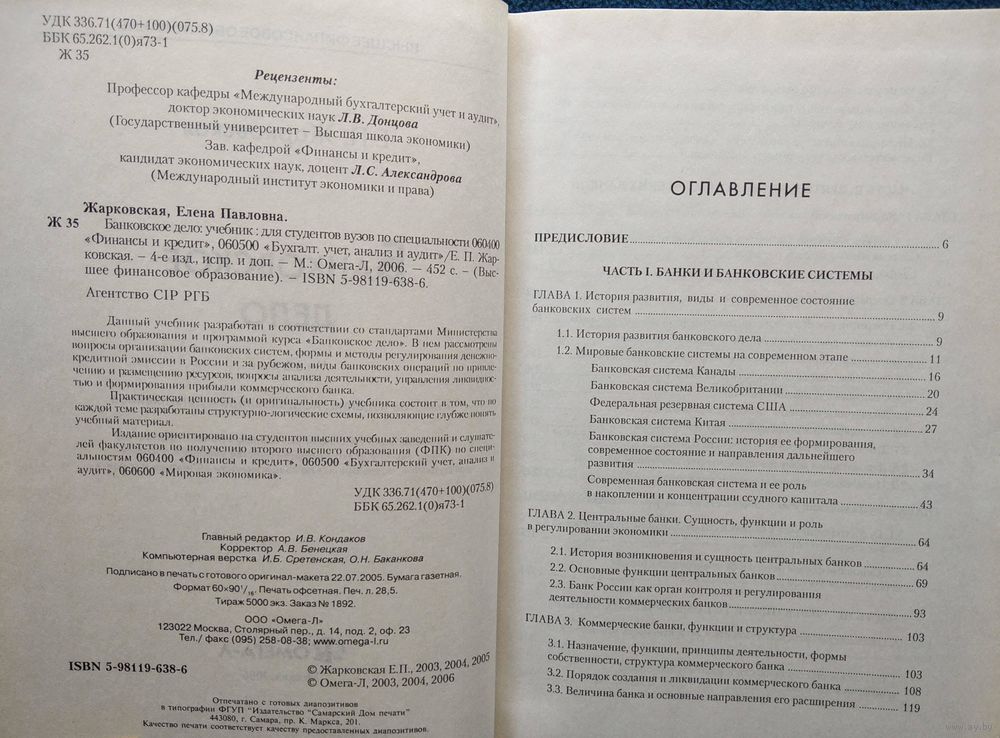 УДК 336.71(470+100)(075.8)
ББК 65.262.1(0)я73-1
Ж 35
Рецензенты:
Профессор кафедры «Международный бухгалтерский учет и аудит»,
доктор экономических наук Л.В. Донцова
(Государственный университет – Высшая школа экономики)
Зав. кафедрой «Финансы и кредит»,
кандидат экономических наук, доцент Л.С. Александрова
(Международный институт экономики и права)
Жарковская, Елена Павловна.
Ж 35 Банковское дело: учебник : для студентов вузов по специальности 060400
«Финансы и кредит», 060500 «Бухгалт. учет, анализ и аудит»/Е. П. Жар-
ковская. – 4-е изд., испр. и доп. – М.: Омега-Л, 2006. – 452 с. – (Выс-
шее финансовое образование). – ISBN 5-98119-638-6.
Агентство CIP РГБ
Данный учебник разработан в соответствии со стандартами Министерства
высшего образования и программой курса «Банковское дело». В нем рассмотрены
вопросы организации банковских систем, формы и методы регулирования денежно-
кредитной эмиссии в России и за рубежом, виды банковских операций по привле-
чению и размещению ресурсов, вопросы анализа деятельности, управления ликвидно-
стью и формирования прибыли коммерческого банка.
Практическая ценность (и оригинальность) учебника состоит в том, что по
каждой теме разработаны структурно-логические схемы, позволяющие глубже понять
учебный материал.
Издание ориентировано на студентов высших учебных заведений и слушате-
лей факультетов по получению второго высшего образования (ФПК) по специ-
альностям 060400 «Финансы и кредит», 060500 «Бухгалтерский учет, анализ и
аудит», 060600 «Мировая экономика».
УДК 336.71(470+100)(075.8)
ББК 65.262.1(0)я73-1
Главный редактор И.В. Кондаков
Корректор А.В. Бенецкая
Компьютерная верстка И.Б. Сретенская, О.Н. Баканкова
Подписано в печать с готового оригинал-макета 22.07.2005. Бумага газетная.
Формат 60×90 1/16. Печать офсетная. Печ. л. 28,5.
Тираж 5000 экз. Заказ № 1892.
ООО «Омега-Л»
123022 Москва, Столярный пер., д. 14, под. 2, оф. 23
Тел./ факс (095) 258-08-38; www.omega-l.ru
ISBN 5-98119-638-6
© Жарковская Е.П., 2003, 2004, 2005
© Омега-Л, 2003, 2004, 2006
Отпечатано с готовых диапозитивов
в типографии ФГУП "Издательство "Самарский Дом печати"
443080, г. Самара, пр. К. Маркса, 201.
Качество печати соответствует качеству предоставленных диапозитивов.
ОГЛАВЛЕНИЕ
ПРЕДИСЛОВИЕ 6
ЧАСТЬ I. БАНКИ И БАНКОВСКИЕ СИСТЕМЫ
ГЛАВА 1. История развития, виды и современное состояние
банковских систем 9
1.1. История развития банковского дела 9
1.2. Мировые банковские системы на современном этапе 11
Банковская система Канады 16
Банковская система Великобритании 20
Федеральная резервная система США 24
Банковская система Китая 27
Банковская система России: история ее формирования,
современное состояние и направления дальнейшего
развития 34
Современная банковская система и ее роль
в накоплении и концентрации ссудного капитала 43
ГЛАВА 2. Центральные банки. Сущность, функции и роль
в регулировании экономики 64
2.1. История возникновения и сущность центральных банков 64
2.2. Основные функции центральных банков 69
2.3. Банк России как орган контроля и регулирования
деятельности коммерческих банков 93
ГЛАВА 3. Коммерческие банки, функции и структура 103
3.1. Назначение, функции, принципы деятельности, формы
собственности, структура коммерческого банка 103
3.2. Порядок создания и ликвидации коммерческого банка 108
3.3. Величина банка и основные направления его расширения 119
www.ay.by